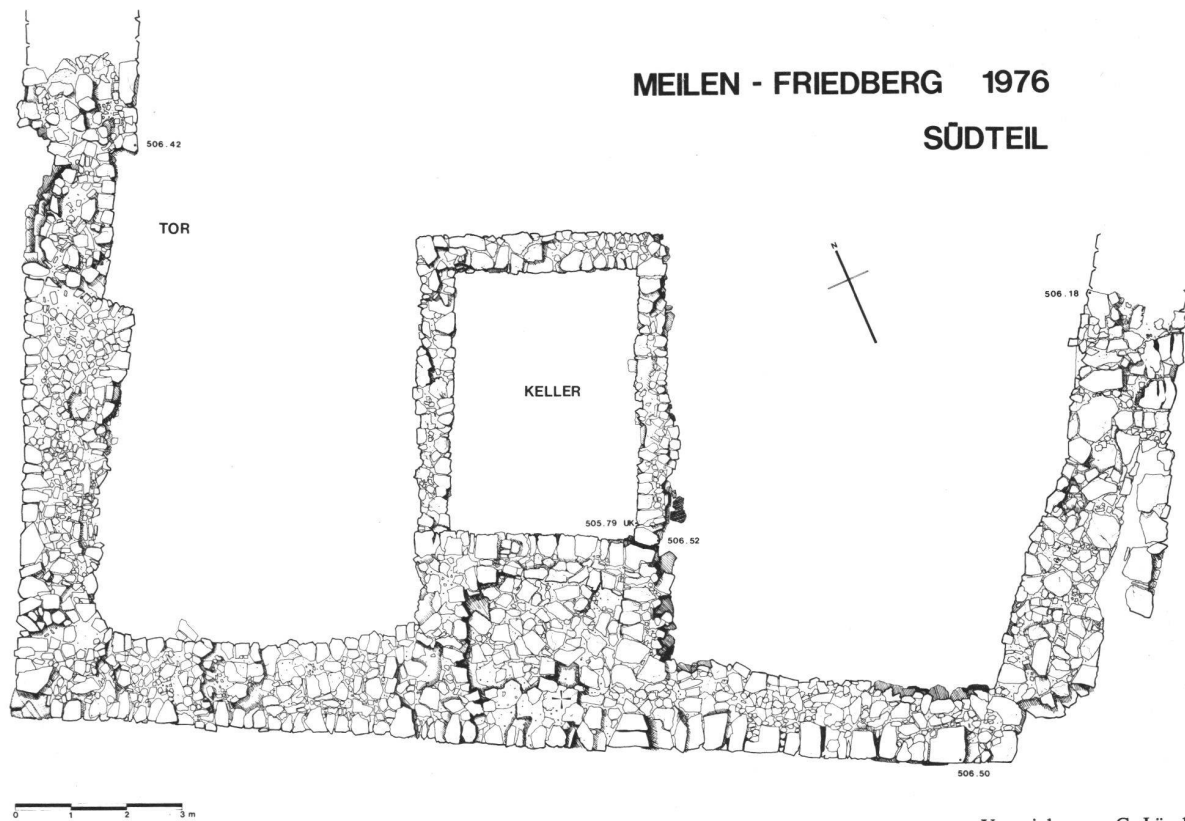 MEILEN - FRIEDBERG 1976
SÜDTEIL
506.42
TOR
N
506.18
KELLER
505.79 UK
506.52
506.50
0 1 2 3 m